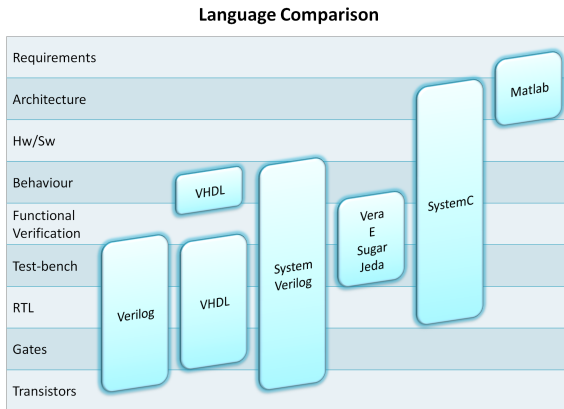 Language Comparison
Requirements
Architecture
Hw/Sw
Behaviour
Functional
Verification
Test-bench
RTL
Gates
Transistors
Verilog
VHDL
VHDL
System
Verilog
Vera
E
Sugar
Jeda
SystemC
Matlab